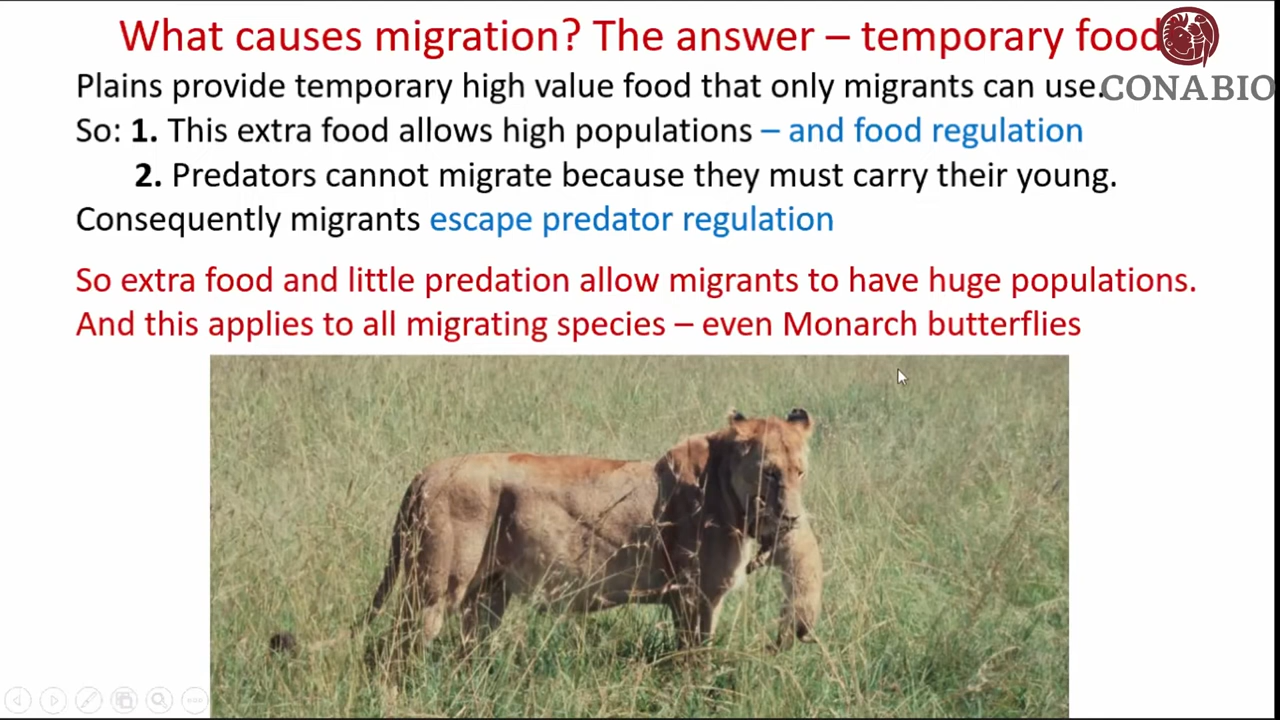 What causes migration? The answer – temporary food
CONABIO
Plains provide temporary high value food that only migrants can use.
So: 1. This extra food allows high populations – and food regulation
2. Predators cannot migrate because they must carry their young.
Consequently migrants escape predator regulation
So extra food and little predation allow migrants to have huge populations.
And this applies to all migrating species – even Monarch butterflies